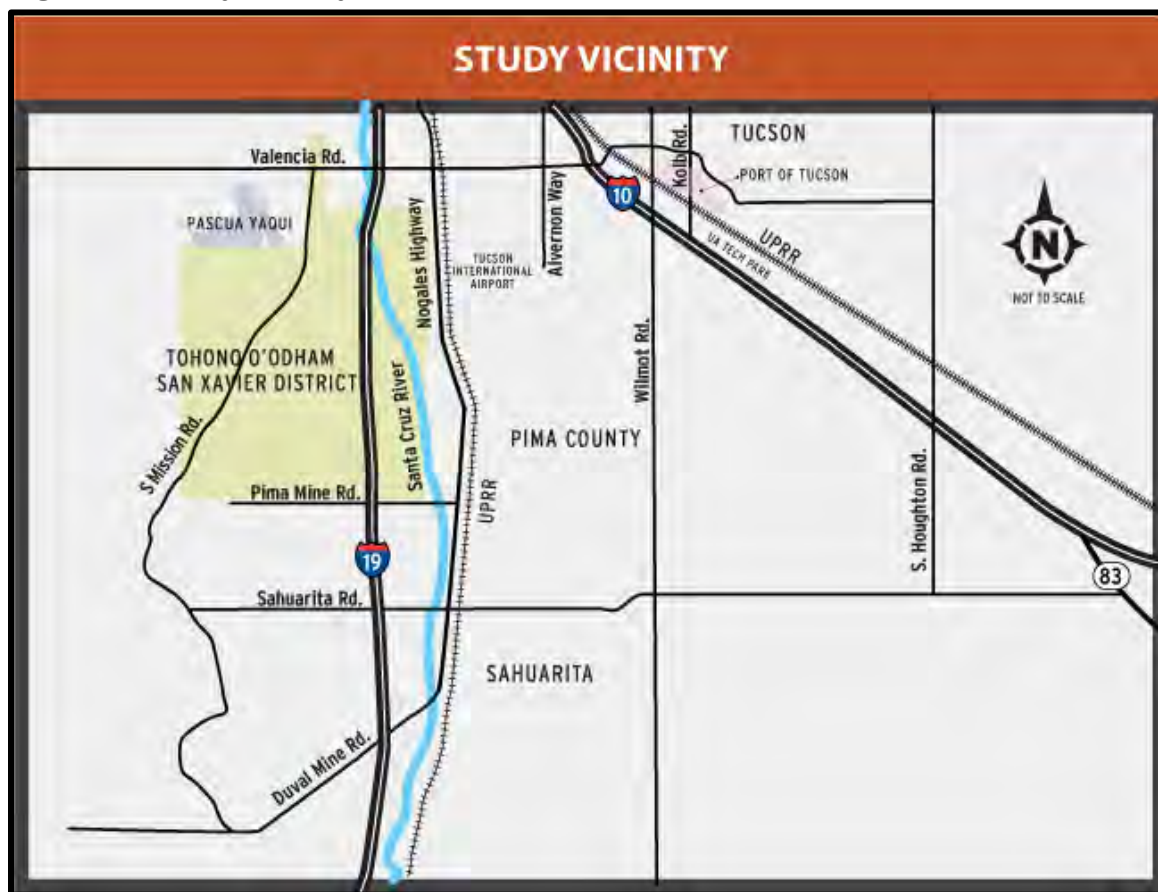 STUDY VICINITY
Valencia Rd.
TUCSON
Kolb Rd.
PORT OF TUCSON
10
Alvernon Way
PASCUA YAQUI
Nogales Highway
TUCSON
INTERNATIONAL
AIRPORT
UPRR
UA TECH PARK
N
NOT TO SCALE
TOHONO O'ODHAM
SAN XAVIER DISTRICT
Wilmot Rd.
Santa Cruz River
S Mission Rd.
PIMA COUNTY
Pima Mine Rd.
UPRR
S. Houghton Rd.
19
83
Sahuarita Rd.
SAHUARITA
Duval Mine Rd.